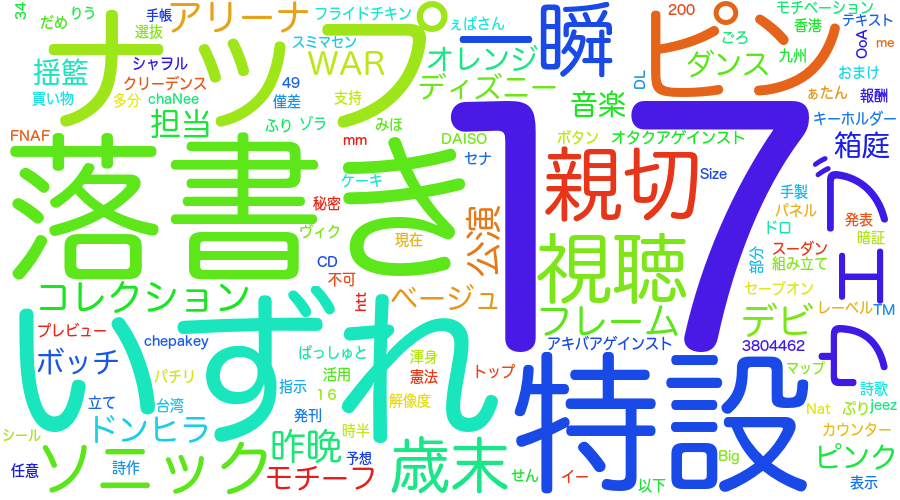 34
だめ
りう
手帳
選抜
アリーナ
フライドチキン
ぇぱさん
200
モチベーション
香港
テキスト
ナップ
スミマセン
一瞬
ピン
ごろ
九州
OoA
me
揺籃
シャヲル
WAR
オレンジ
ダンス
おまけ
クリーデンス
49
ディズニー
DL
買い物
多分
chaNee
僅差
支持
音楽
ぁたん
報酬
担当
ふり
ゾラ
みほ
17
キーホルダー
FNAF
mm
DAISO
ボタン
オタクアゲインスト
箱庭
落書き
セナ
親切
Size
ケーキ
手製
秘密
パネル
発表
ヴィク
現在
公演
ドロ
暗証
CD
視聴
部分
スーダン
組み立て
不可
ヴェア
コレクション
htt
ベージュ
セーブオン
フレーム
デビ
レーベル
TM
いずれ
プレビュー
chepakey
アキバアゲインスト
3804462
ボッチ
ぱっしゅと
渾身
特設
マップ
パチリ
活用
憲法
トップ
指示
16
詩歌
立て
台湾
解像度
Nat
ぷり
jeez
発刊
シール
ドンヒラ
時半
カウンター
昨晩
歳末
ソニック
予想
Big
ピンク
任意
詩作
モチーフ
せん
イー
以下
表示